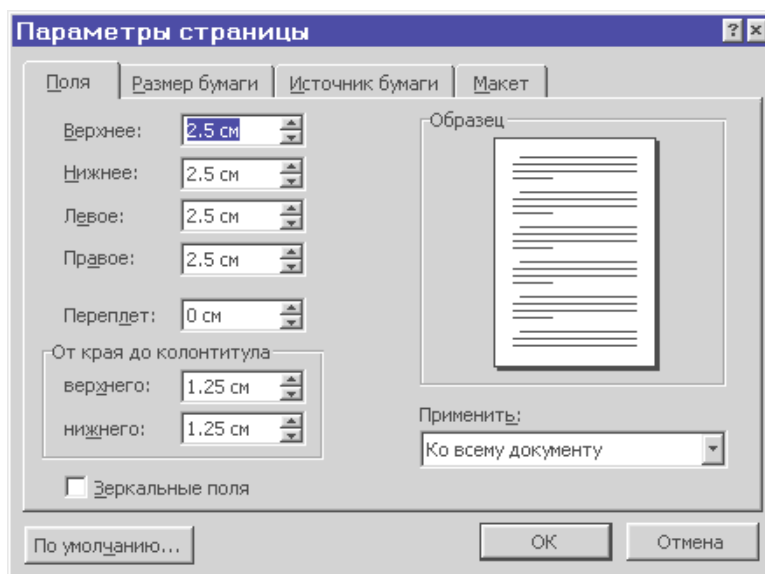 Параметры страницы
Поля Размер бумаги Источник бумаги Макет
Верхнее: 2.5 см
Нижнее: 2.5 см
Левое: 2.5 см
Правое: 2.5 см
Переплет: 0 см
От края до колонтитула
верхнего: 1.25 см
нижнего: 1.25 см
Зеркальные поля
Образец
Применить:
Ко всему документу
По умолчанию... ОК Отмена